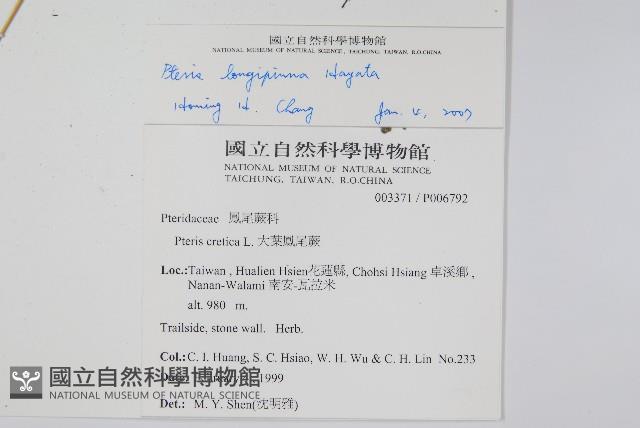 國立自然科學博物館
NATIONAL MUSEUM OF NATURAL SCIENCE, TAICHUNG, TAIWAN, R.O.CHINA
Pteris longipinna Hayata
Homing H. Chang Jan. 4, 2007
國立自然科學博物館
NATIONAL MUSEUM OF NATURAL SCIENCE
TAICHUNG, TAIWAN, R.O.CHINA
003371 / P006792
Pteridaceae 鳳尾蕨科
Pteris cretica L. 大葉鳳尾蕨
Loc.:Taiwan , Hualien Hsien花蓮縣, Chohsi Hsiang 卓溪鄉 ,
Nanan-Walami 南安-瓦拉米
alt. 980 m.
Trailside, stone wall. Herb.
Col.: C. I. Huang, S. C. Hsiao, W. H. Wu & C. H. Lin No.233
1999
Det.: M. Y. Shen(沈明雅)
國立自然科學博物館
NATIONAL MUSEUM OF NATURAL SCIENCE